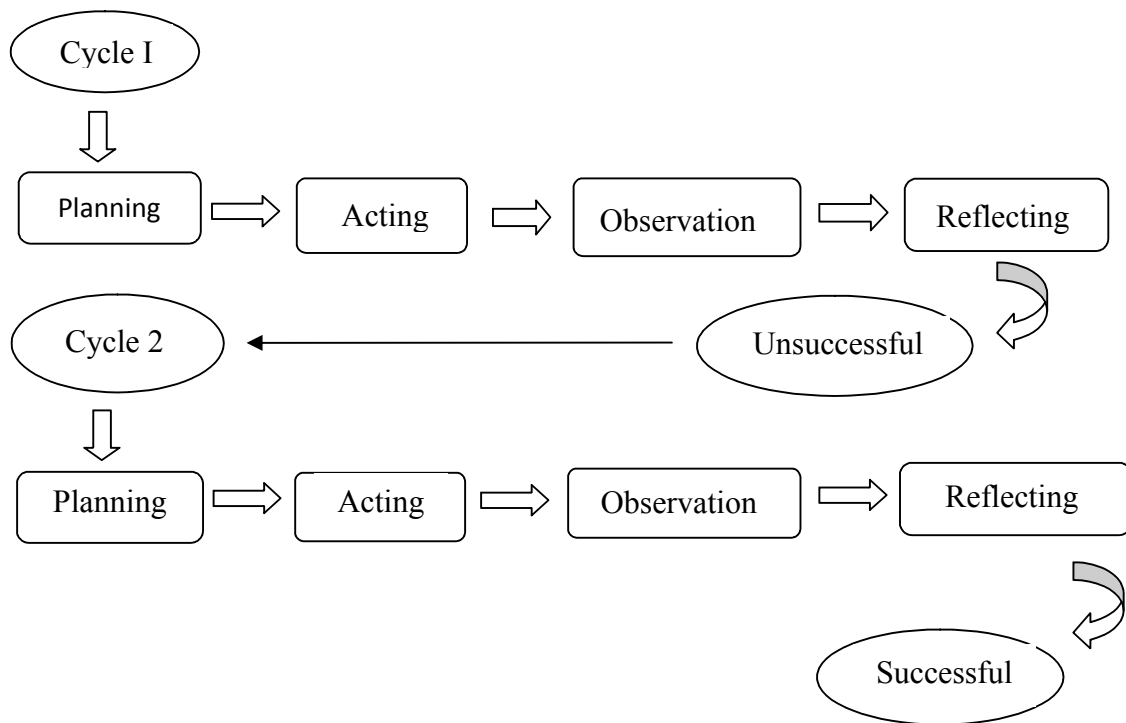 Cycle I
Planning
Acting
Observation
Reflecting
Unsuccessful
Cycle 2
Planning
Acting
Observation
Reflecting
Successful